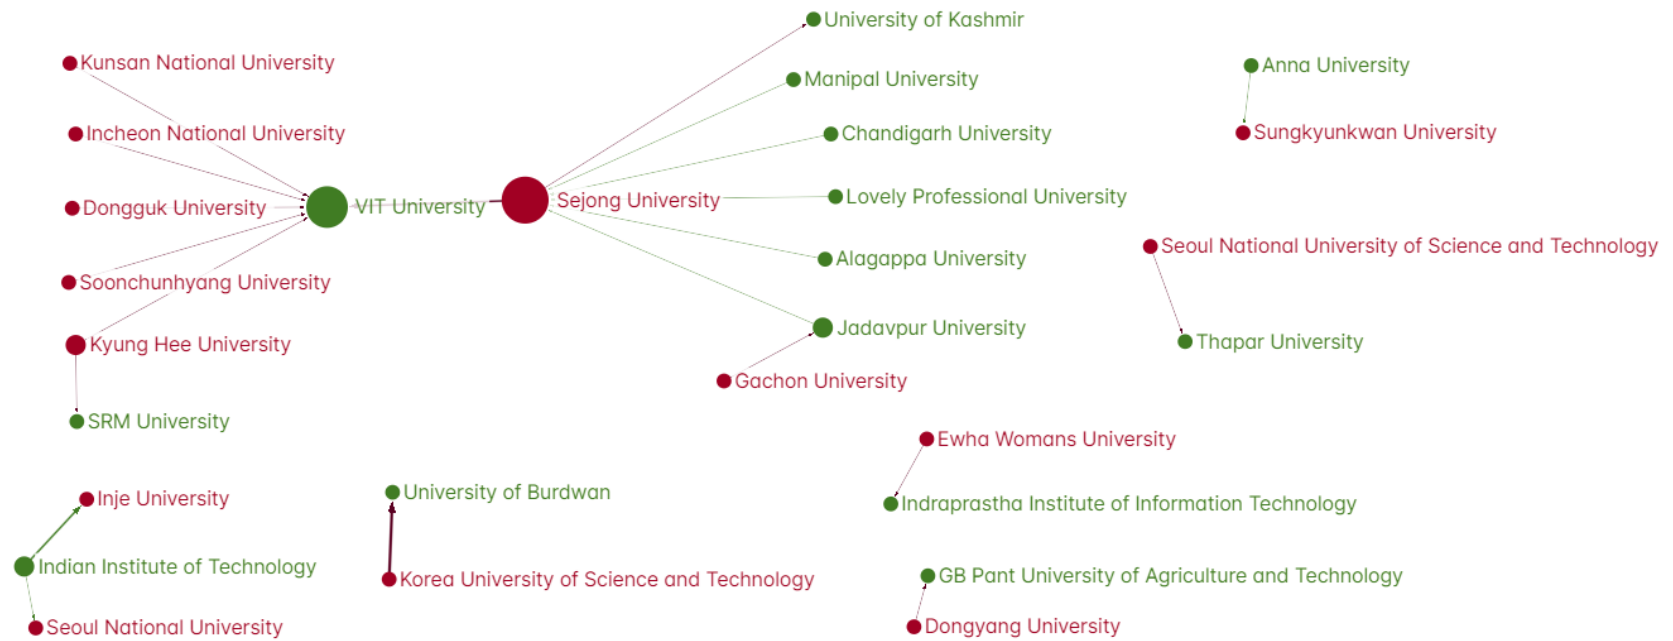 University of Kashmir
Kunsan National University
Anna University
Manipal University
Incheon National University
Chandigarh University
Sungkyunkwan University
Dongguk University
VIT University
Sejong University
Lovely Professional University
Seoul National University of Science and Technology
Alagappa University
Soonchunhyang University
Jadavpur University
Thapar University
Kyung Hee University
Gachon University
SRM University
Ewha Womans University
Inje University
University of Burdwan
Indraprastha Institute of Information Technology
Indian Institute of Technology
Korea University of Science and Technology
GB Pant University of Agriculture and Technology
Seoul National University
Dongyang University